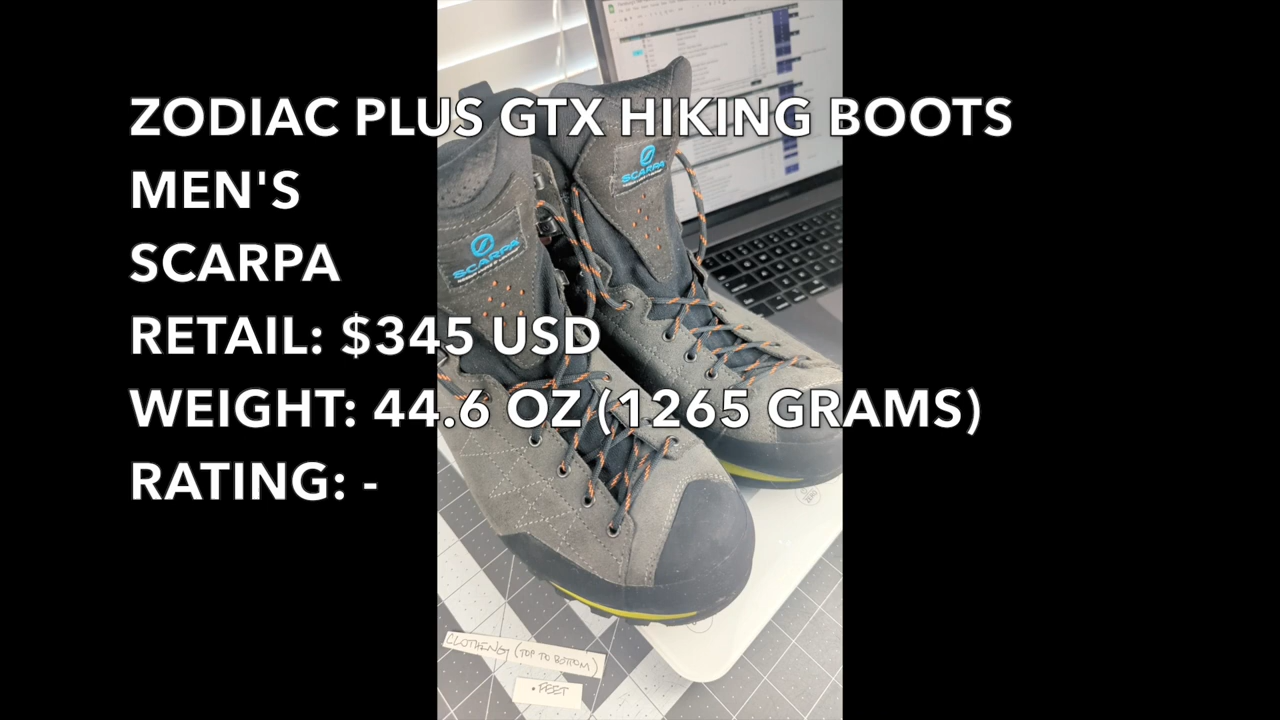 ZODIAC PLUS GTX HIKING BOOTS
MEN'S
SCARPA
RETAIL: $345 USD
WEIGHT: 44.6 OZ (1265 GRAMS)
RATING: -
SCARPA
SCARPA
CLOTHENG (TOP TO BOTTOM)
• FEET